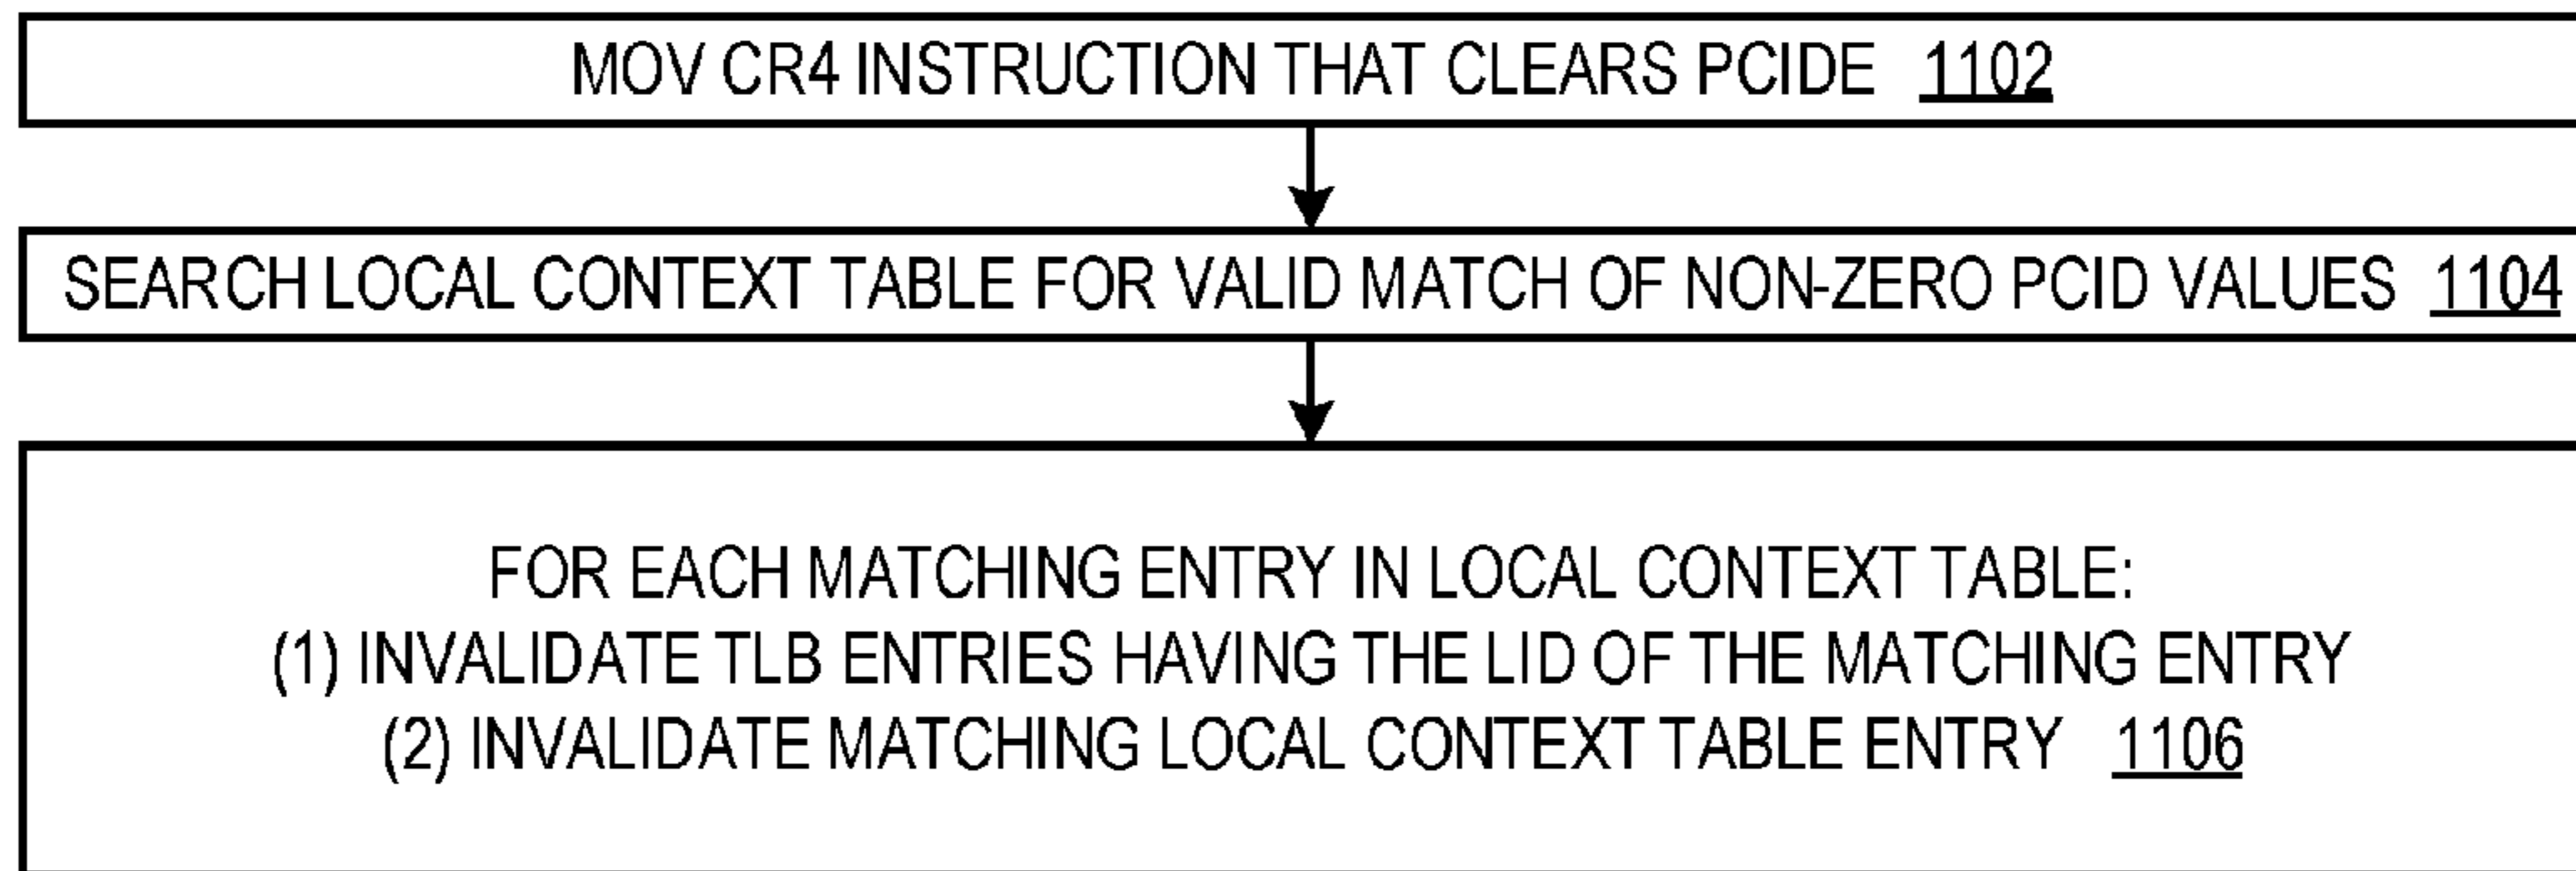 MOV CR4 INSTRUCTION THAT CLEARS PCIDE 1102
SEARCH LOCAL CONTEXT TABLE FOR VALID MATCH OF NON-ZERO PCID VALUES 1104
FOR EACH MATCHING ENTRY IN LOCAL CONTEXT TABLE:
(1) INVALIDATE TLB ENTRIES HAVING THE LID OF THE MATCHING ENTRY
(2) INVALIDATE MATCHING LOCAL CONTEXT TABLE ENTRY 1106